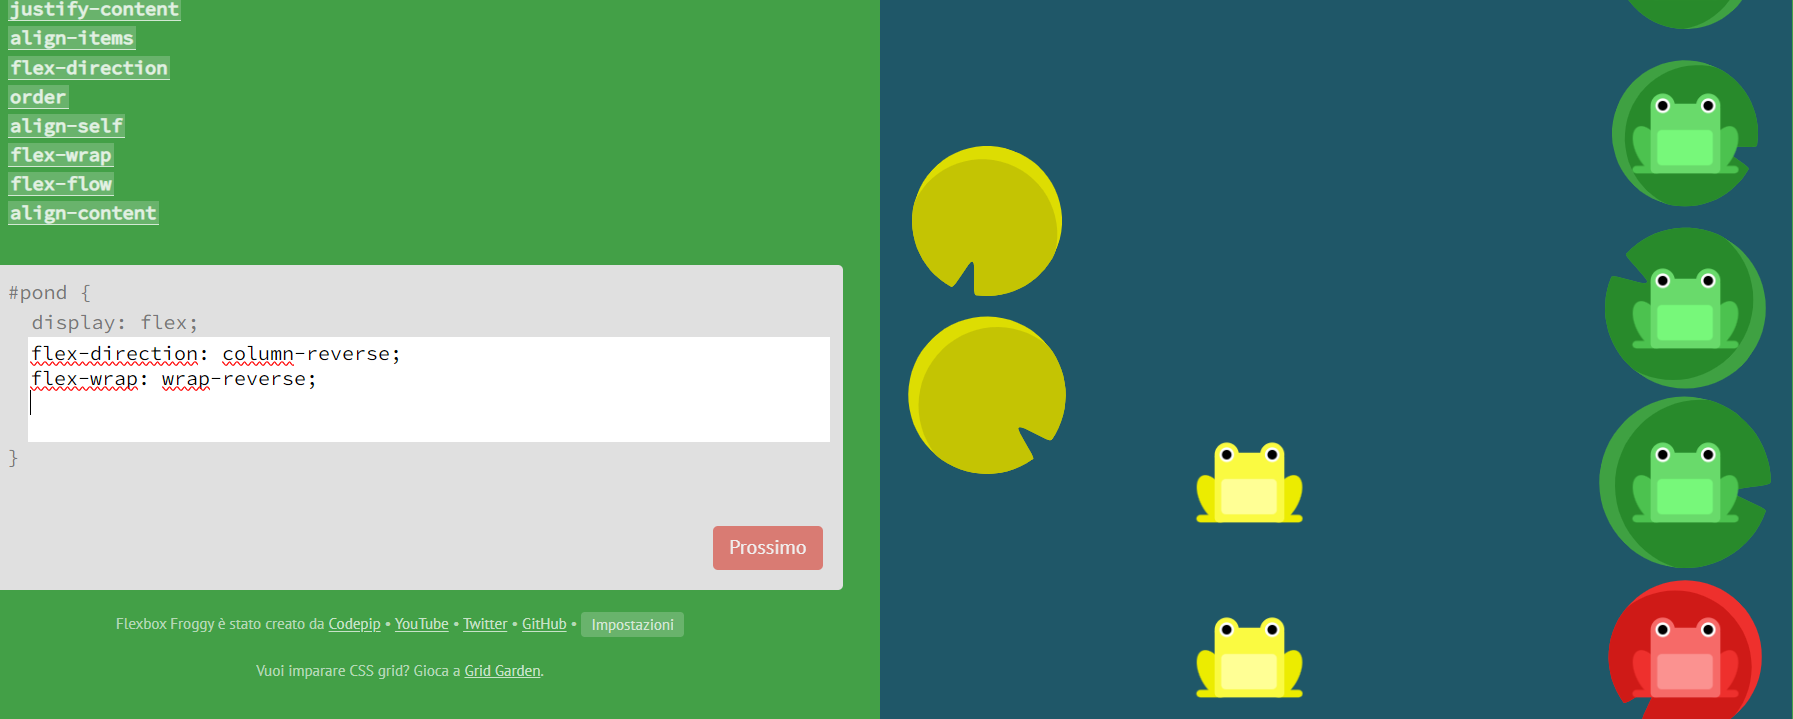 justify-content
align-items
flex-direction
order
align-self
flex-wrap
flex-flow
align-content
#pond {
display: flex;
flex-direction: column-reverse;
flex-wrap: wrap-reverse;
}
Prossimo
Flexbox Froggy è stato creato da Codepip • YouTube • Twitter • GitHub • Impostazioni
Vuoi imparare CSS grid? Gioca a Grid Garden.